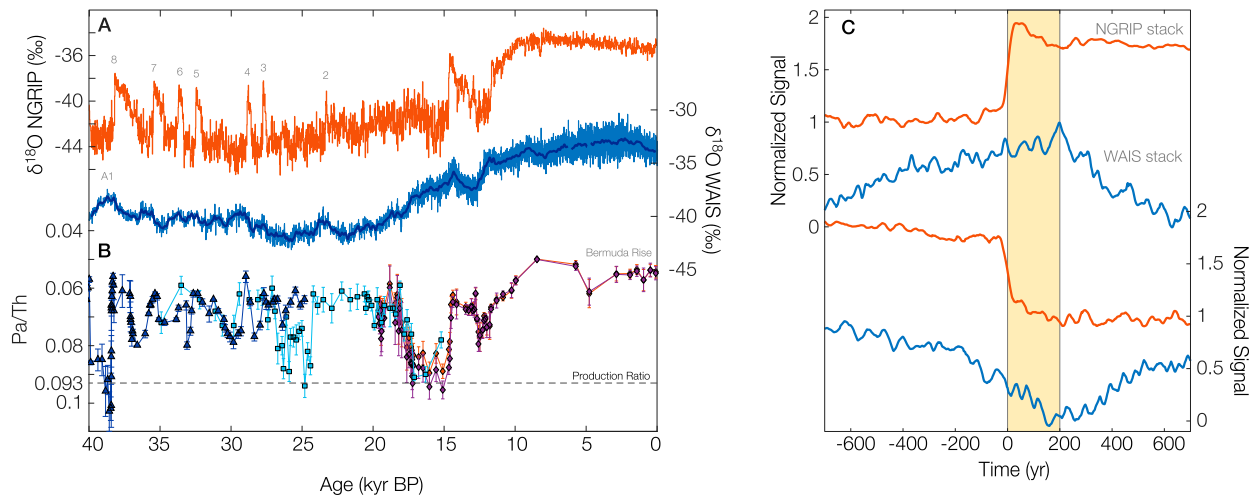 A
δ¹⁸O NGRIP (‰)
-36
-40
-44
8
7
6
5
4
3
2
A1
-30
-35
-40
-45
δ¹⁸O WAIS (‰)
B
Bermuda Rise
Pa/Th
0.04
0.06
0.08
0.093
0.1
Production Ratio
40 35 30 25 20 15 10 5 0
Age (kyr BP)
C
NGRIP stack
WAIS stack
Normalized Signal
2
1.5
1
0.5
0
Normalized Signal
2
1.5
1
0.5
0
-600 -400 -200 0 200 400 600
Time (yr)